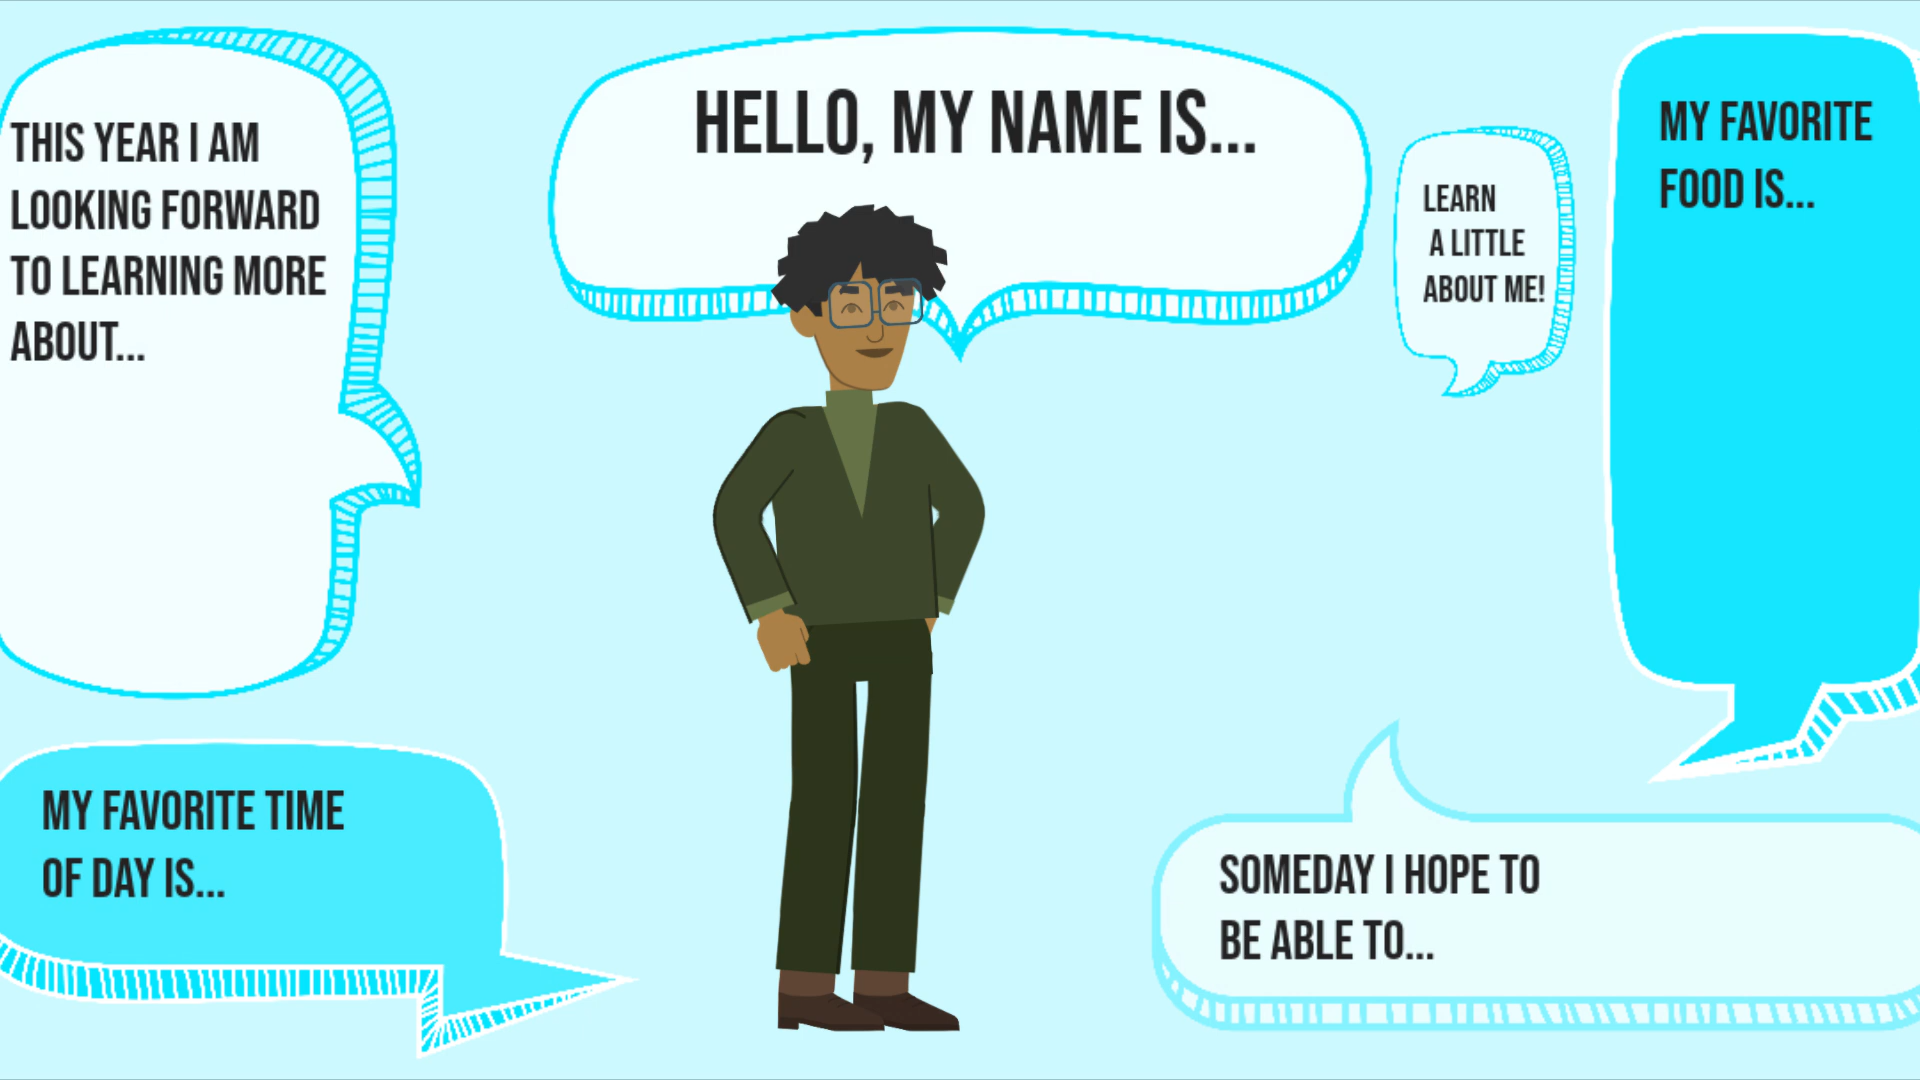 HELLO, MY NAME IS...
THIS YEAR I AM
LOOKING FORWARD
TO LEARNING MORE
ABOUT...
LEARN
A LITTLE
ABOUT ME!
MY FAVORITE
FOOD IS...
MY FAVORITE TIME
OF DAY IS...
SOMEDAY I HOPE TO
BE ABLE TO...